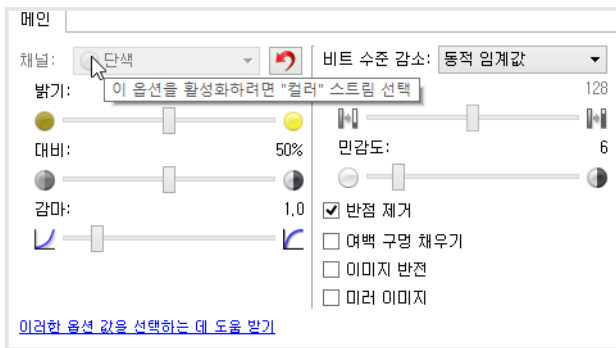 메인
채널: 단색
비트 수준 감소: 동적 임계값
이 옵션을 활성화하려면 "컬러" 스트림 선택
밝기:
128
대비: 50%
민감도: 6
감마: 1,0
반점 제거
여백 구멍 채우기
이미지 반전
미러 이미지
이러한 옵션 값을 선택하는 데 도움 받기